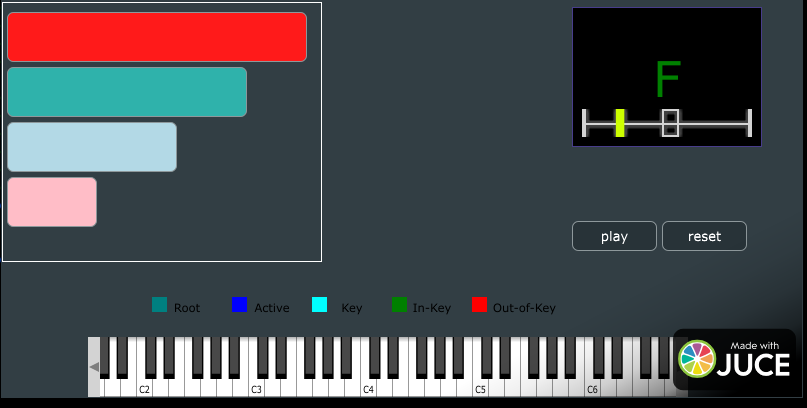 F
play
reset
Root
Active
Key
In-Key
Out-of-Key
C2
C3
C4
C5
C6
Made with
JUCE